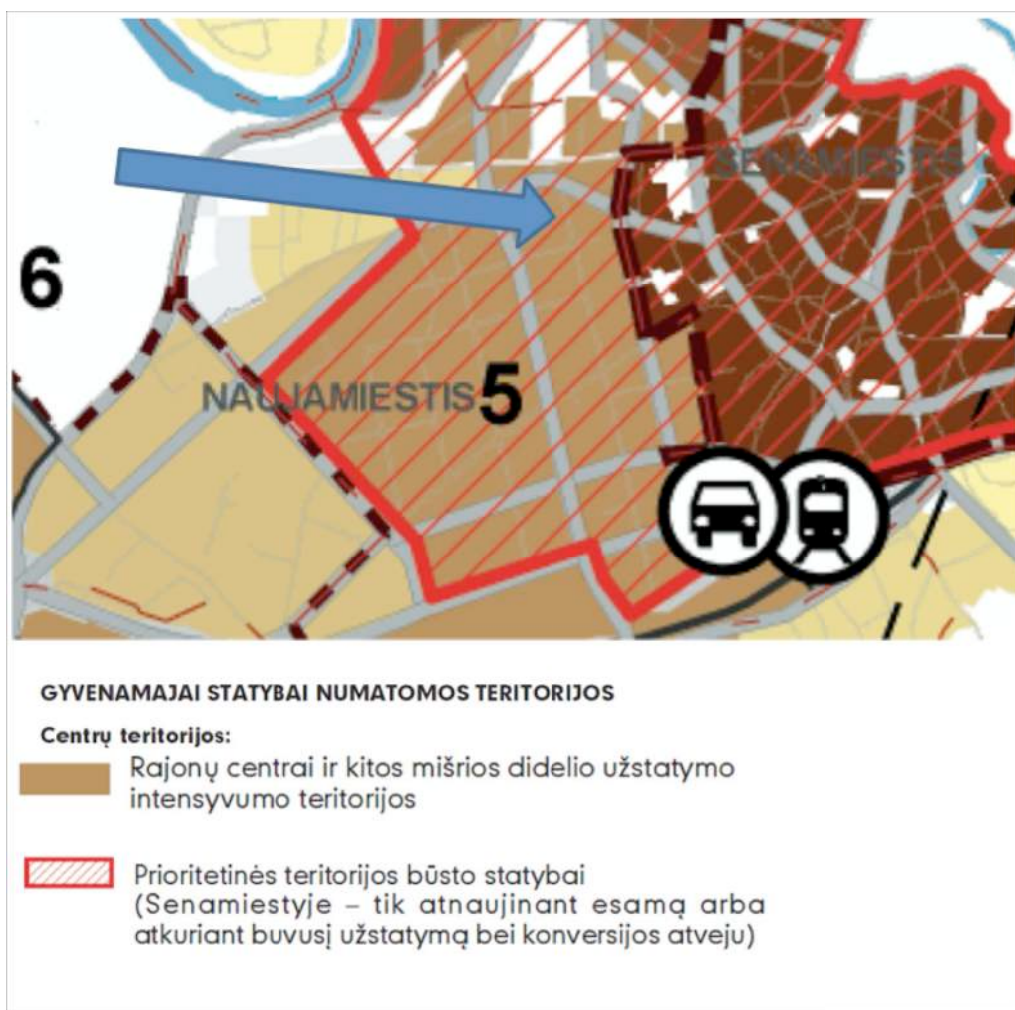 SENAMIESTIS
6
NAUJAMIESTIS 5
GYVENAMAJAI STATYBAI NUMATOMOS TERITORIJOS
Centrų teritorijos:
Rajonų centrai ir kitos mišrios didelio užstatymo
intensyvumo teritorijos
Prioritetinės teritorijos būsto statybai
(Senamiestyje – tik atnaujinant esamą arba
atkuriant buvusį užstatymą bei konversijos atveju)